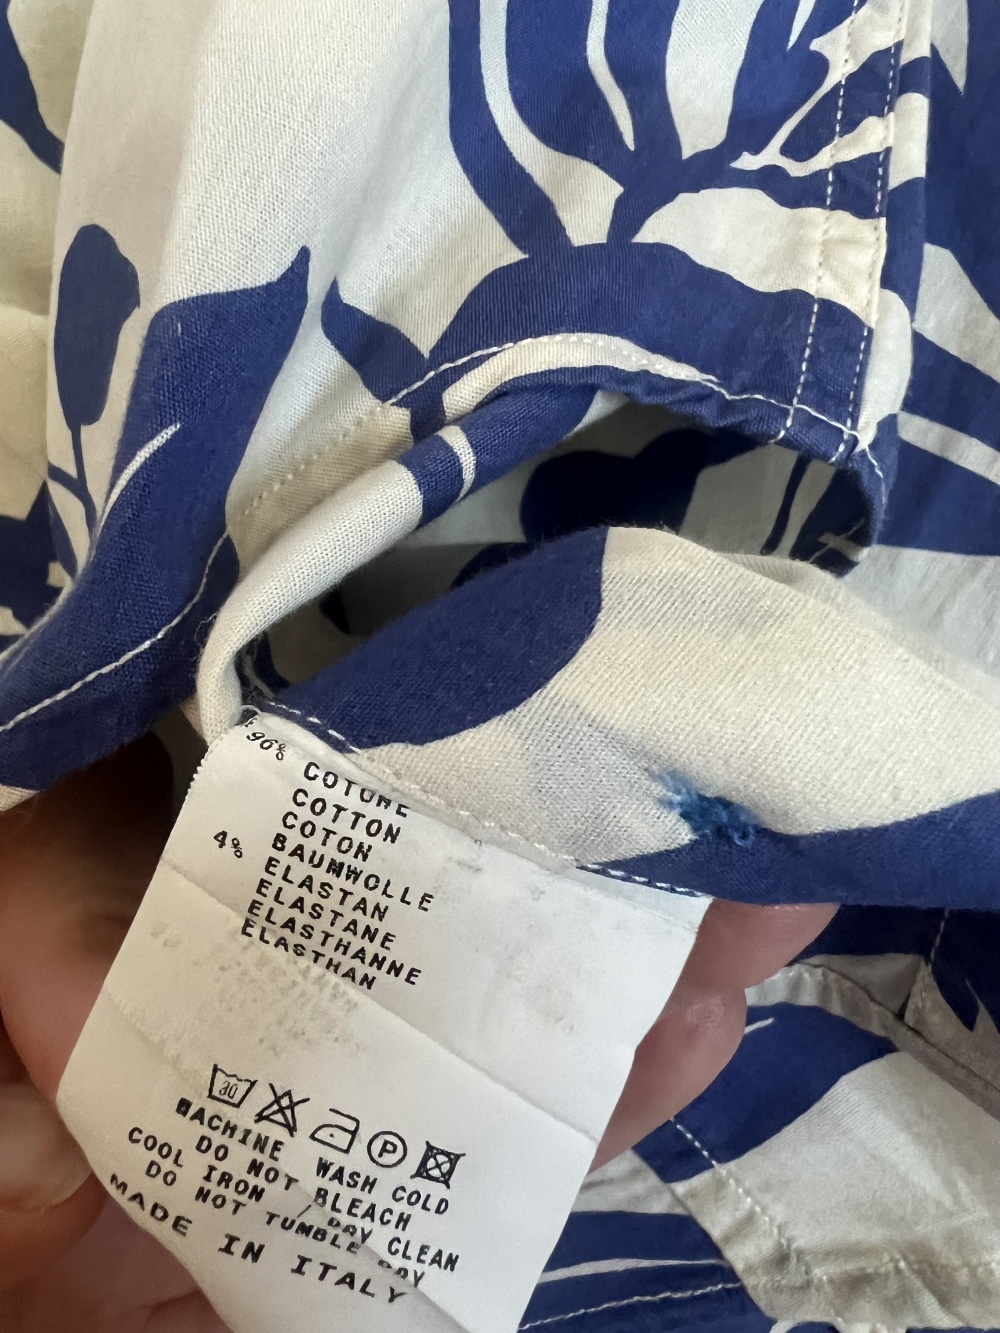 96% COTONE
COTTON
COTON
BAUMWOLLE
4% ELASTAN
ELASTANE
ELASTHANNE
ELASTHAN
30
P
MACHINE WASH COLD
DO NOT BLEACH
COOL IRON / DRY CLEAN
DO NOT TUMBLE DRY
MADE IN ITALY